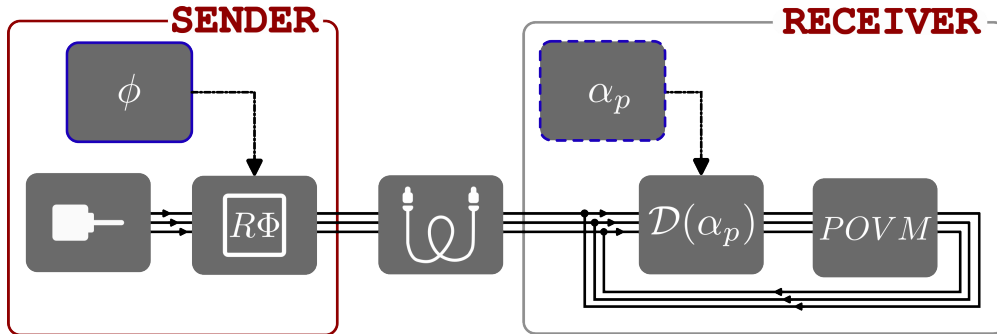 SENDER
RECEIVER
ϕ
α_p
RΦ
𝒟(α_p)
POVM